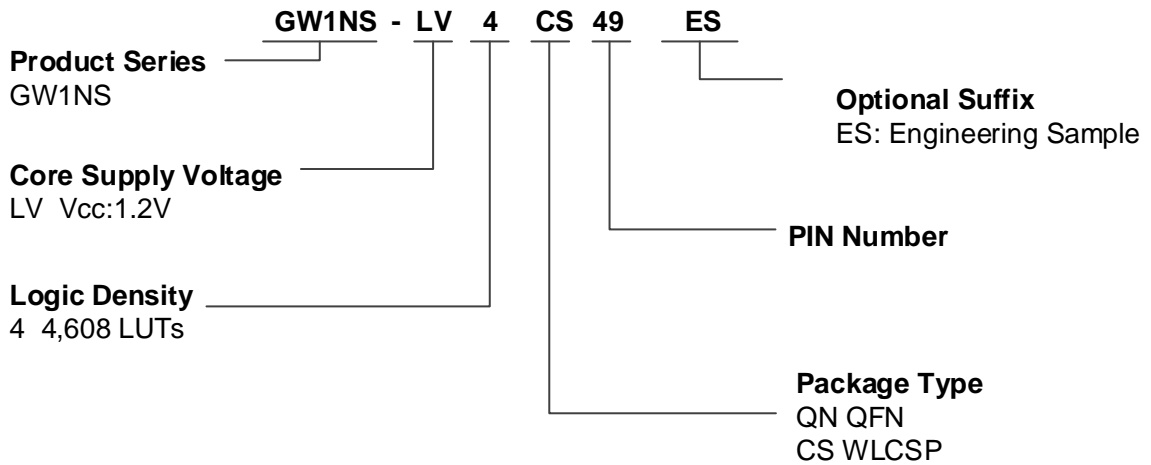 GW1NS - LV 4 CS 49 ES
Product Series
GW1NS
Optional Suffix
ES: Engineering Sample
Core Supply Voltage
LV Vcc:1.2V
PIN Number
Logic Density
4 4,608 LUTs
Package Type
QN QFN
CS WLCSP